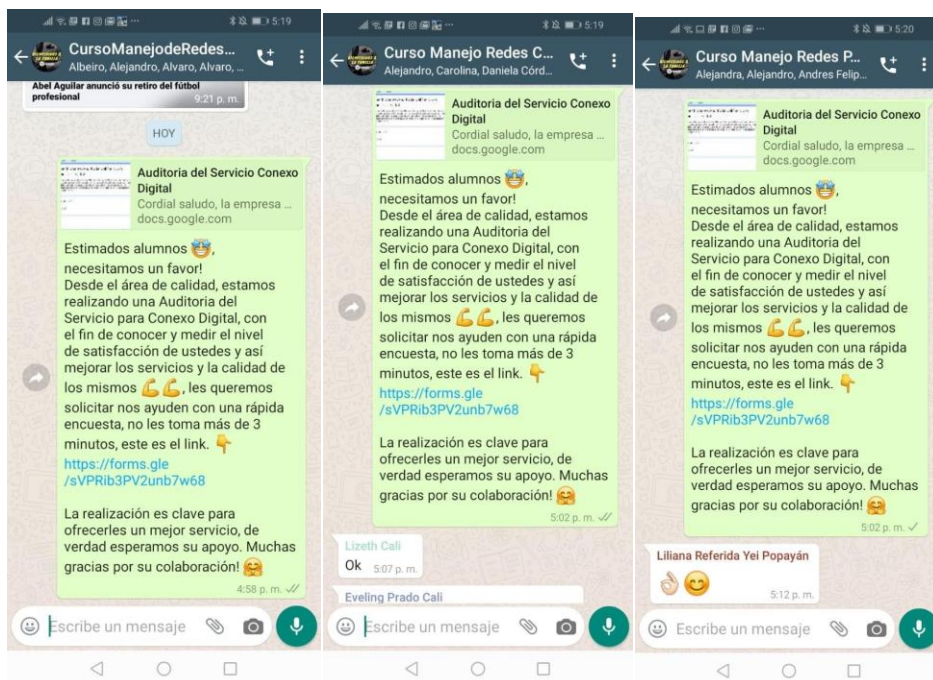 5:19
CursoManejodeRedes...
Albeiro, Alejandro, Alvaro, Alvaro, ...
Abel Aguilar anunció su retiro del fútbol
profesional
9:21 p. m.
HOY
Auditoria del Servicio Conexo
Digital
Cordial saludo, la empresa ...
docs.google.com
Estimados alumnos 🤩,
necesitamos un favor!
Desde el área de calidad, estamos
realizando una Auditoria del
Servicio para Conexo Digital, con
el fin de conocer y medir el nivel
de satisfacción de ustedes y así
mejorar los servicios y la calidad de
los mismos 💪💪, les queremos
solicitar nos ayuden con una rápida
encuesta, no les toma más de 3
minutos, este es el link. 👇
https://forms.gle
/sVPRib3PV2unb7w68
La realización es clave para
ofrecerles un mejor servicio, de
verdad esperamos su apoyo. Muchas
gracias por su colaboración! 🤗
4:58 p. m.
Escribe un mensaje
5:19
Curso Manejo Redes C...
Alejandro, Carolina, Daniela Córd...
Auditoria del Servicio Conexo
Digital
Cordial saludo, la empresa ...
docs.google.com
Estimados alumnos 🤩,
necesitamos un favor!
Desde el área de calidad, estamos
realizando una Auditoria del
Servicio para Conexo Digital, con
el fin de conocer y medir el nivel
de satisfacción de ustedes y así
mejorar los servicios y la calidad de
los mismos 💪💪, les queremos
solicitar nos ayuden con una rápida
encuesta, no les toma más de 3
minutos, este es el link. 👇
https://forms.gle
/sVPRib3PV2unb7w68
La realización es clave para
ofrecerles un mejor servicio, de
verdad esperamos su apoyo. Muchas
gracias por su colaboración! 🤗
5:02 p. m.
Lizeth Cali
Ok 5:07 p. m.
Eveling Prado Cali
Escribe un mensaje
5:20
Curso Manejo Redes P...
Alejandra, Alejandro, Andres Felip...
Auditoria del Servicio Conexo
Digital
Cordial saludo, la empresa ...
docs.google.com
Estimados alumnos 🤩,
necesitamos un favor!
Desde el área de calidad, estamos
realizando una Auditoria del
Servicio para Conexo Digital, con
el fin de conocer y medir el nivel
de satisfacción de ustedes y así
mejorar los servicios y la calidad de
los mismos 💪💪, les queremos
solicitar nos ayuden con una rápida
encuesta, no les toma más de 3
minutos, este es el link. 👇
https://forms.gle
/sVPRib3PV2unb7w68
La realización es clave para
ofrecerles un mejor servicio, de
verdad esperamos su apoyo. Muchas
gracias por su colaboración! 🤗
5:02 p. m.
Liliana Referida Yei Popayán
👌😊 5:12 p. m.
Escribe un mensaje